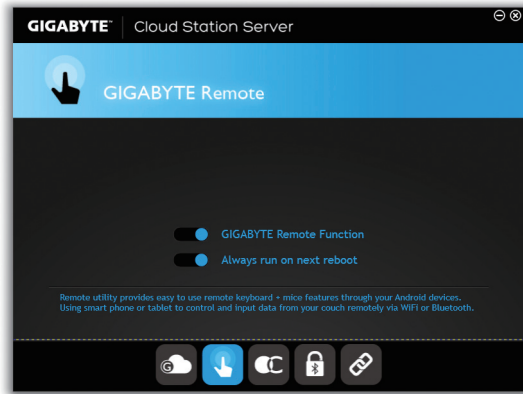 GIGABYTE™ Cloud Station Server
GIGABYTE Remote
GIGABYTE Remote Function
Always run on next reboot
Remote utility provides easy to use remote keyboard + mice features through your Android devices.
Using smart phone or tablet to control and input data from your couch remotely via WiFi or Bluetooth.
G